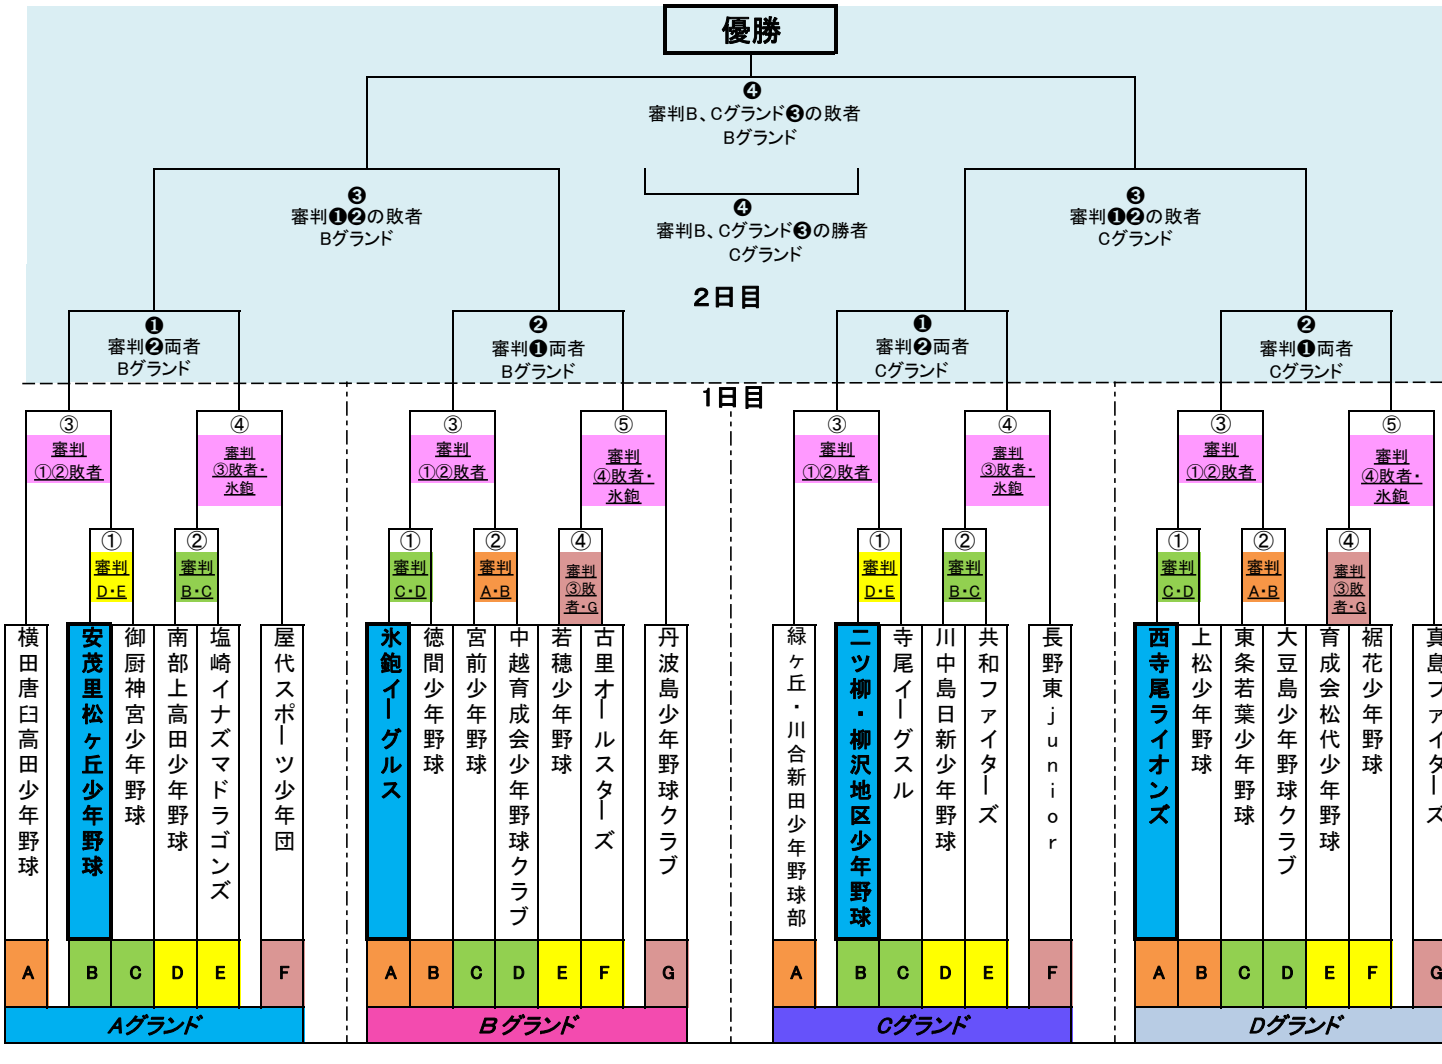 優勝
❹
審判B、Cグランド❸の敗者
Bグランド
❸
審判❶❷の敗者
Bグランド
❹
審判B、Cグランド❸の勝者
Cグランド
❸
審判❶❷の敗者
Cグランド
2日目
❶
審判❷両者
Bグランド
❷
審判❶両者
Bグランド
❶
審判❷両者
Cグランド
❷
審判❶両者
Cグランド
1日目
③
審判
①②敗者
④
審判
③敗者・
氷鉋
③
審判
①②敗者
⑤
審判
④敗者・
氷鉋
③
審判
①②敗者
④
審判
③敗者・
氷鉋
③
審判
①②敗者
⑤
審判
④敗者・
氷鉋
①
審判
D・E
②
審判
B・C
①
審判
C・D
②
審判
A・B
④
審判
③敗
者・G
①
審判
D・E
②
審判
B・C
①
審判
C・D
②
審判
A・B
④
審判
③敗
者・G
横田唐臼高田少年野球
安茂里松ヶ丘少年野球
御厨神宮少年野球
南部上高田少年野球
塩崎イナズマドラゴンズ
屋代スポーツ少年団
氷鉋イーグルス
徳間少年野球
宮前少年野球
中越育成会少年野球クラブ
若穂少年野球
古里オールスターズ
丹波島少年野球クラブ
緑ヶ丘・川合新田少年野球部
二ツ柳・柳沢地区少年野球
寺尾イーグスル
川中島日新少年野球
共和ファイターズ
長野東junior
西寺尾ライオンズ
上松少年野球
東条若葉少年野球
大豆島少年野球クラブ
育成会松代少年野球
裾花少年野球
真島ファイターズ
A B C D E F
A B C D E F G
A B C D E F
A B C D E F G
Aグランド
Bグランド
Cグランド
Dグランド